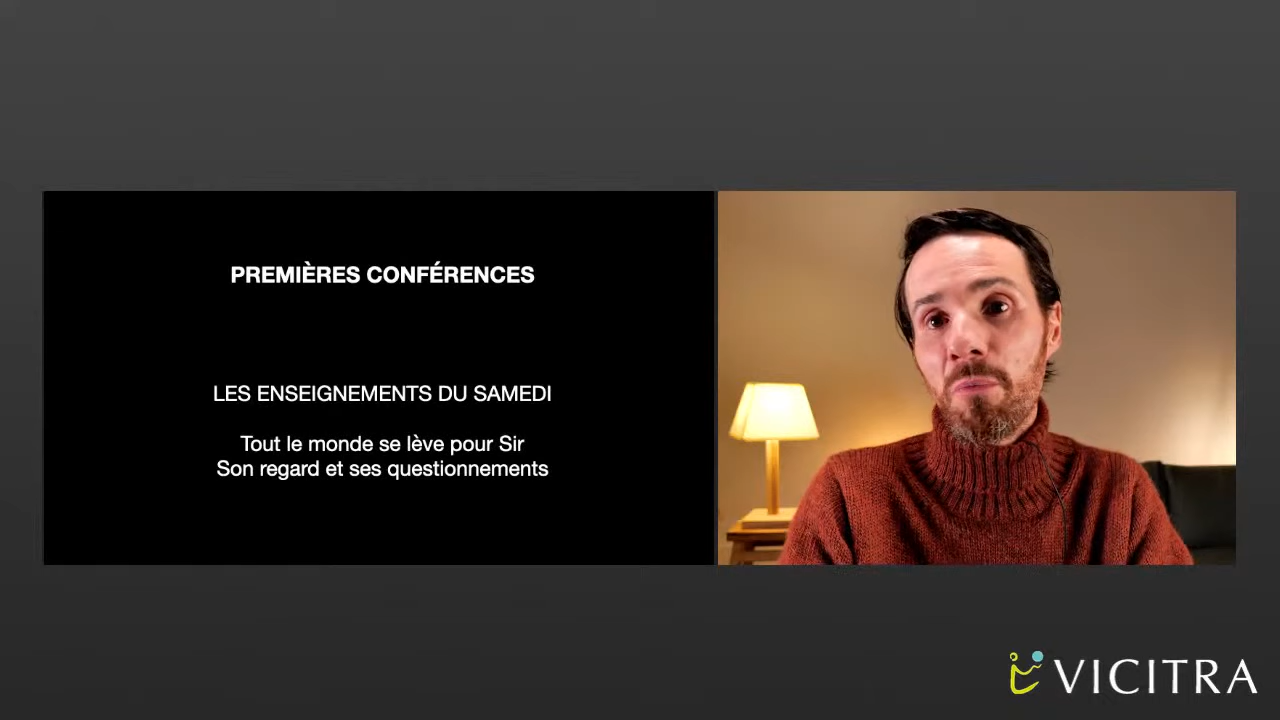 PREMIÈRES CONFÉRENCES
LES ENSEIGNEMENTS DU SAMEDI
Tout le monde se lève pour Sir
Son regard et ses questionnements
VICITRA